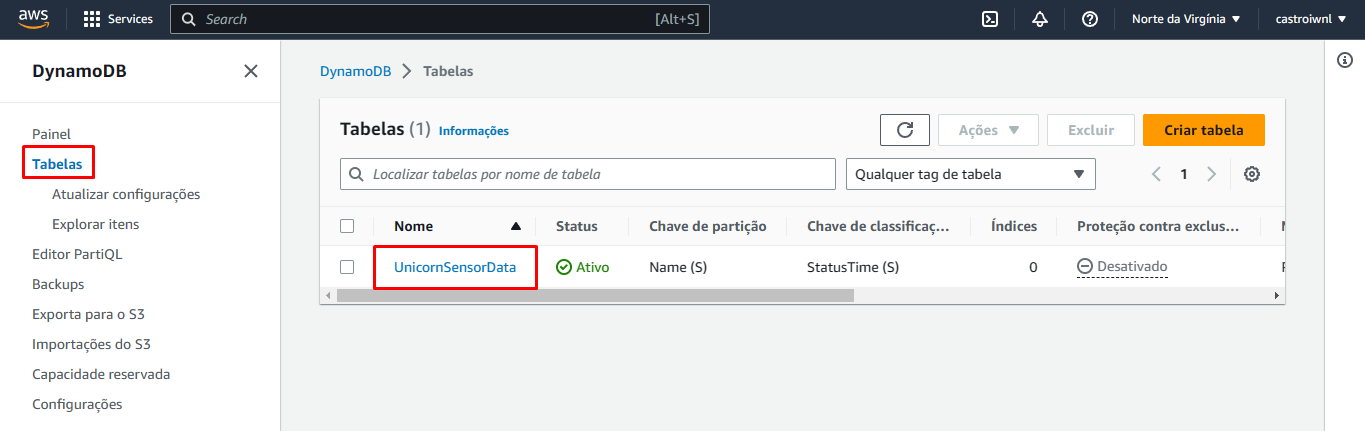 aws Services Search [Alt+S] Norte da Virgínia castroiwnl
DynamoDB
Painel
Tabelas
Atualizar configurações
Explorar itens
Editor PartiQL
Backups
Exporta para o S3
Importações do S3
Capacidade reservada
Configurações
DynamoDB Tabelas
Tabelas (1) Informações Ações Excluir Criar tabela
Localizar tabelas por nome de tabela Qualquer tag de tabela 1
Nome Status Chave de partição Chave de classificaç... Índices Proteção contra exclus...
UnicornSensorData Ativo Name (S) StatusTime (S) 0 Desativado